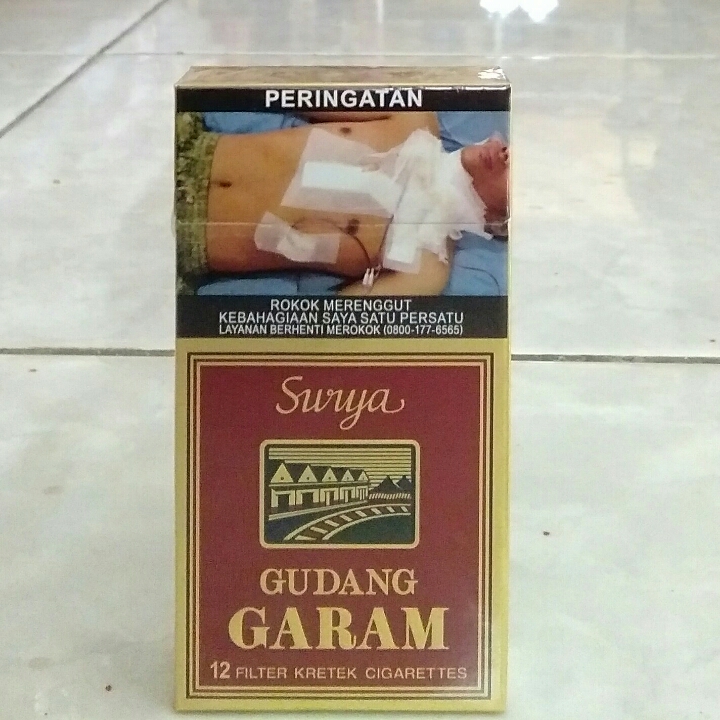 PERINGATAN
ROKOK MERENGGUT
KEBAHAGIAAN SAYA SATU PERSATU
LAYANAN BERHENTI MEROKOK (0800-177-6565)
Surya
GUDANG
GARAM
12 FILTER KRETEK CIGARETTES